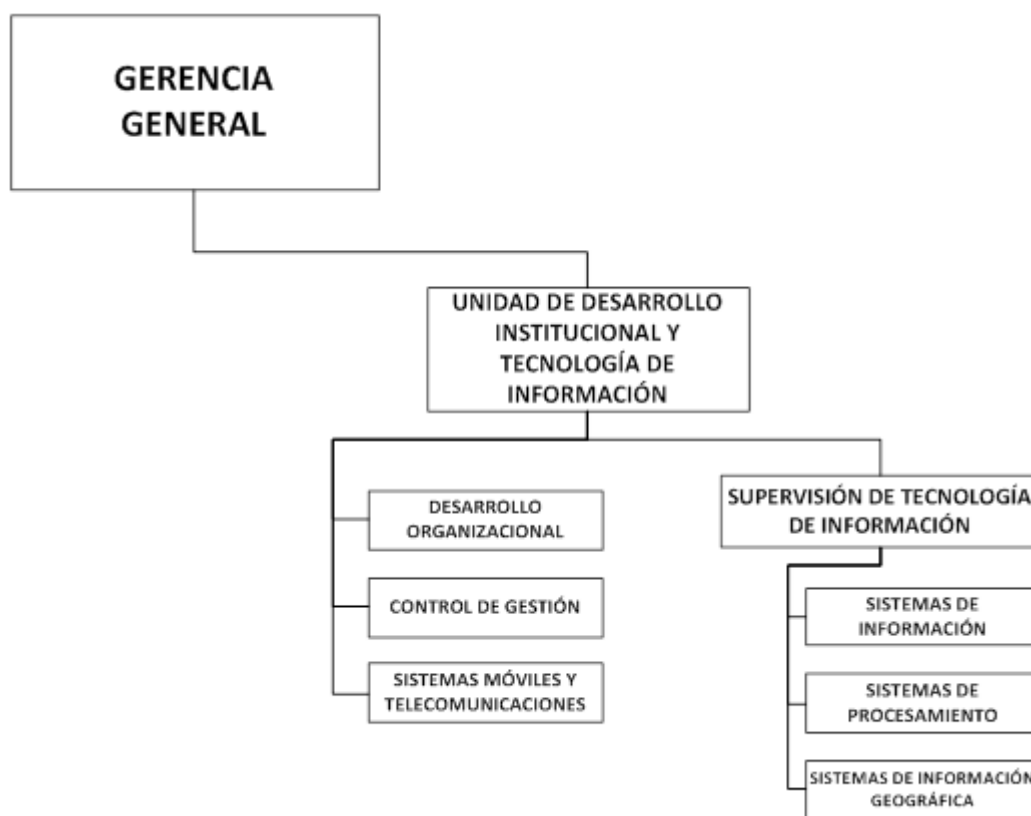 GERENCIA
GENERAL
UNIDAD DE DESARROLLO
INSTITUCIONAL Y
TECNOLOGÍA DE
INFORMACIÓN
DESARROLLO
ORGANIZACIONAL
CONTROL DE GESTIÓN
SISTEMAS MÓVILES Y
TELECOMUNICACIONES
SUPERVISIÓN DE TECNOLOGÍA
DE INFORMACIÓN
SISTEMAS DE
INFORMACIÓN
SISTEMAS DE
PROCESAMIENTO
SISTEMAS DE INFORMACIÓN
GEOGRÁFICA